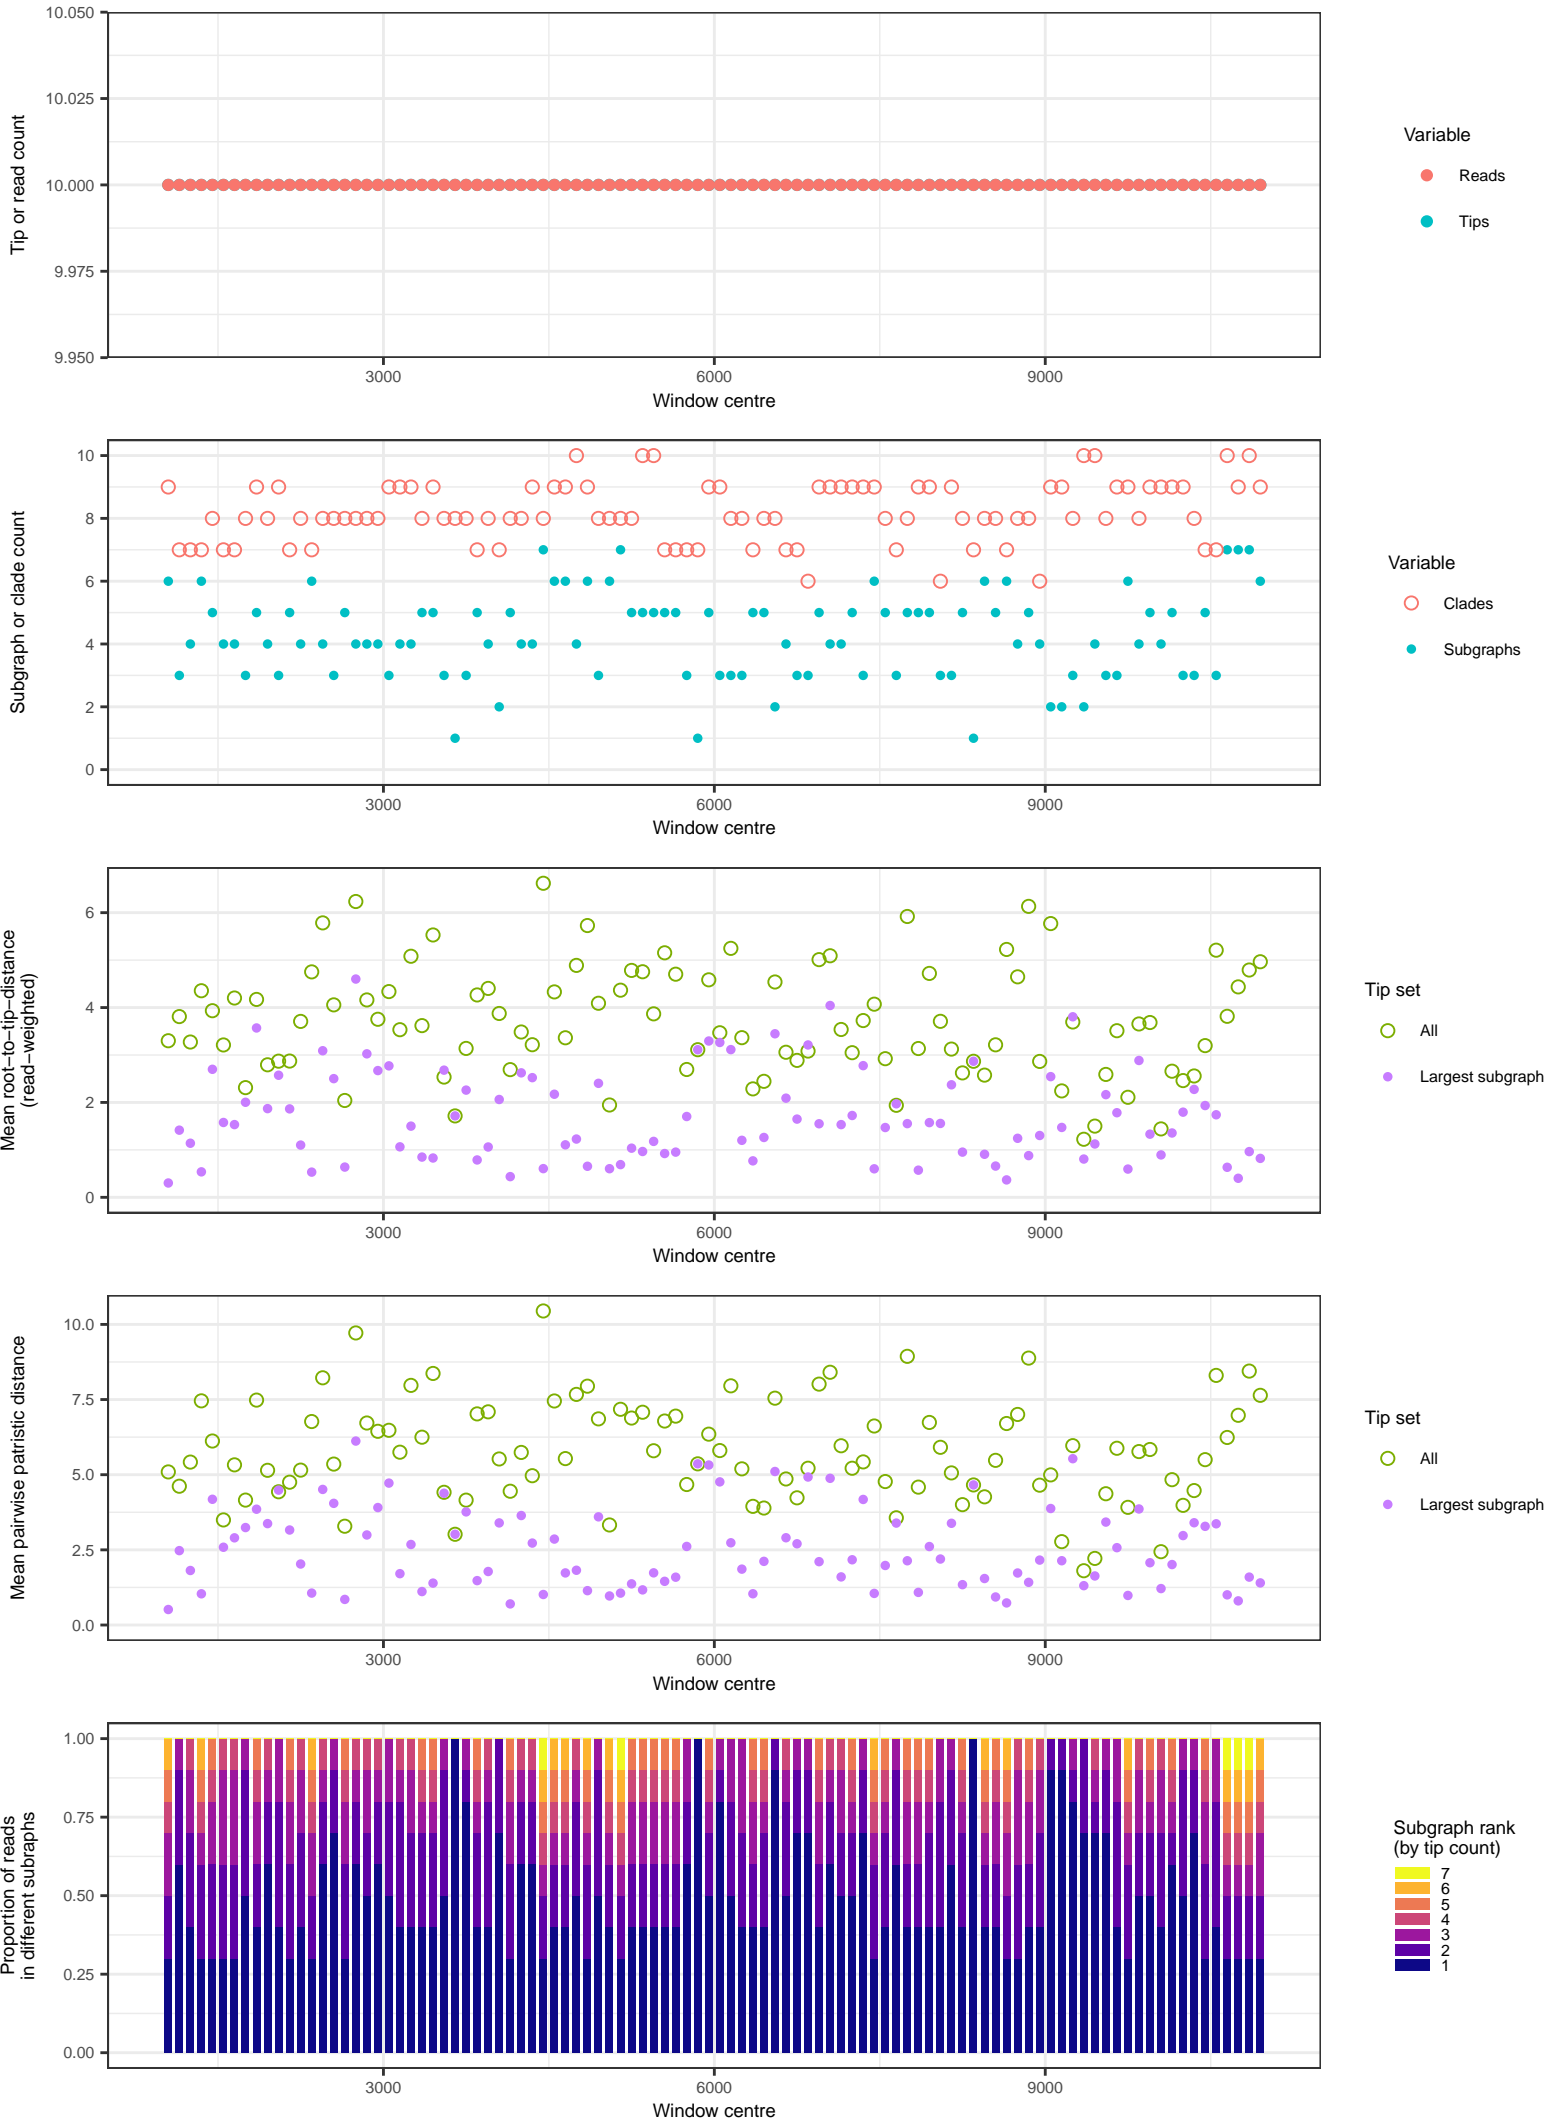 10.050
10.025
10.000
9.975
9.950
Tip or read count
3000 6000 9000
Window centre
Variable
Reads
Tips
10
8
6
4
2
0
Subgraph or clade count
3000 6000 9000
Window centre
Variable
Clades
Subgraphs
6
4
2
0
Mean root−to−tip−distance
(read−weighted)
3000 6000 9000
Window centre
Tip set
All
Largest subgraph
10.0
7.5
5.0
2.5
0.0
Mean pairwise patristic distance
3000 6000 9000
Window centre
Tip set
All
Largest subgraph
1.00
0.75
0.50
0.25
0.00
Proportion of reads
in different subraphs
3000 6000 9000
Window centre
Subgraph rank
(by tip count)
7
6
5
4
3
2
1